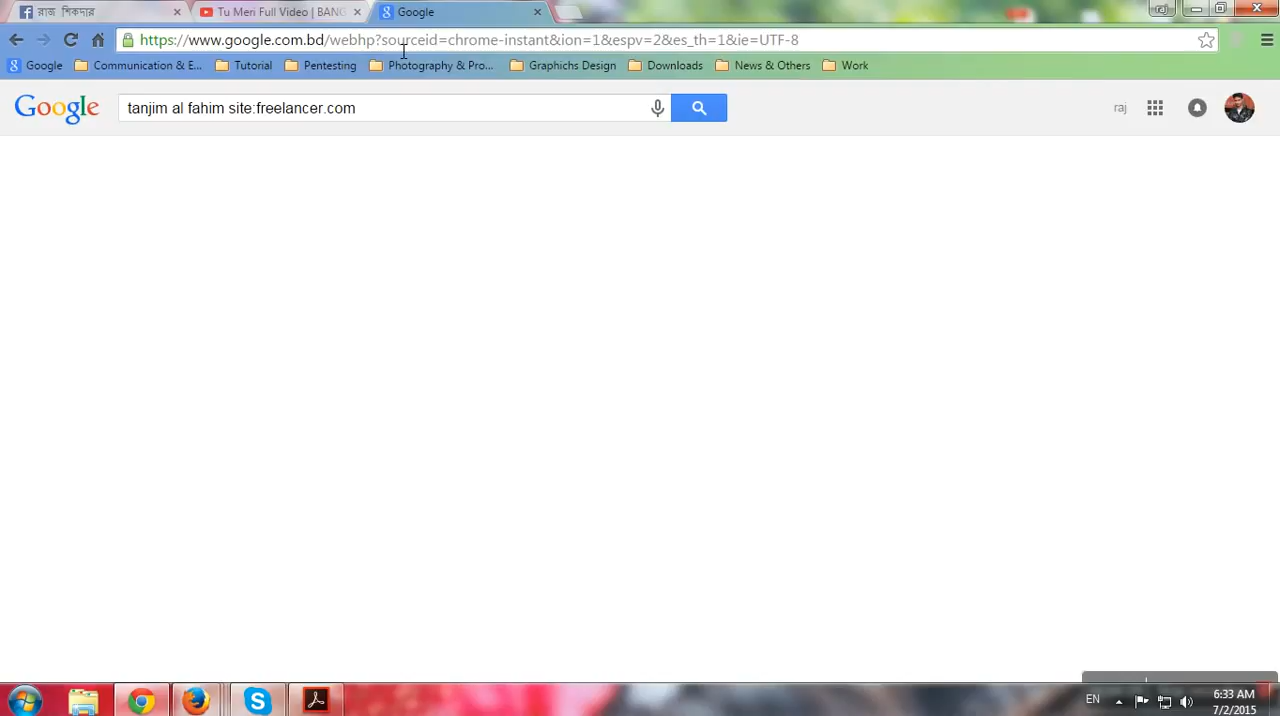 রাজ শিকদার
Tu Meri Full Video | BANG
Google
https://www.google.com.bd/webhp?sourceid=chrome-instant&ion=1&espv=2&es_th=1&ie=UTF-8
Google Communication & E... Tutorial Pentesting Photography & Pro... Graphichs Design Downloads News & Others Work
Google tanjim al fahim site:freelancer.com raj
EN 6:33 AM
7/2/2015